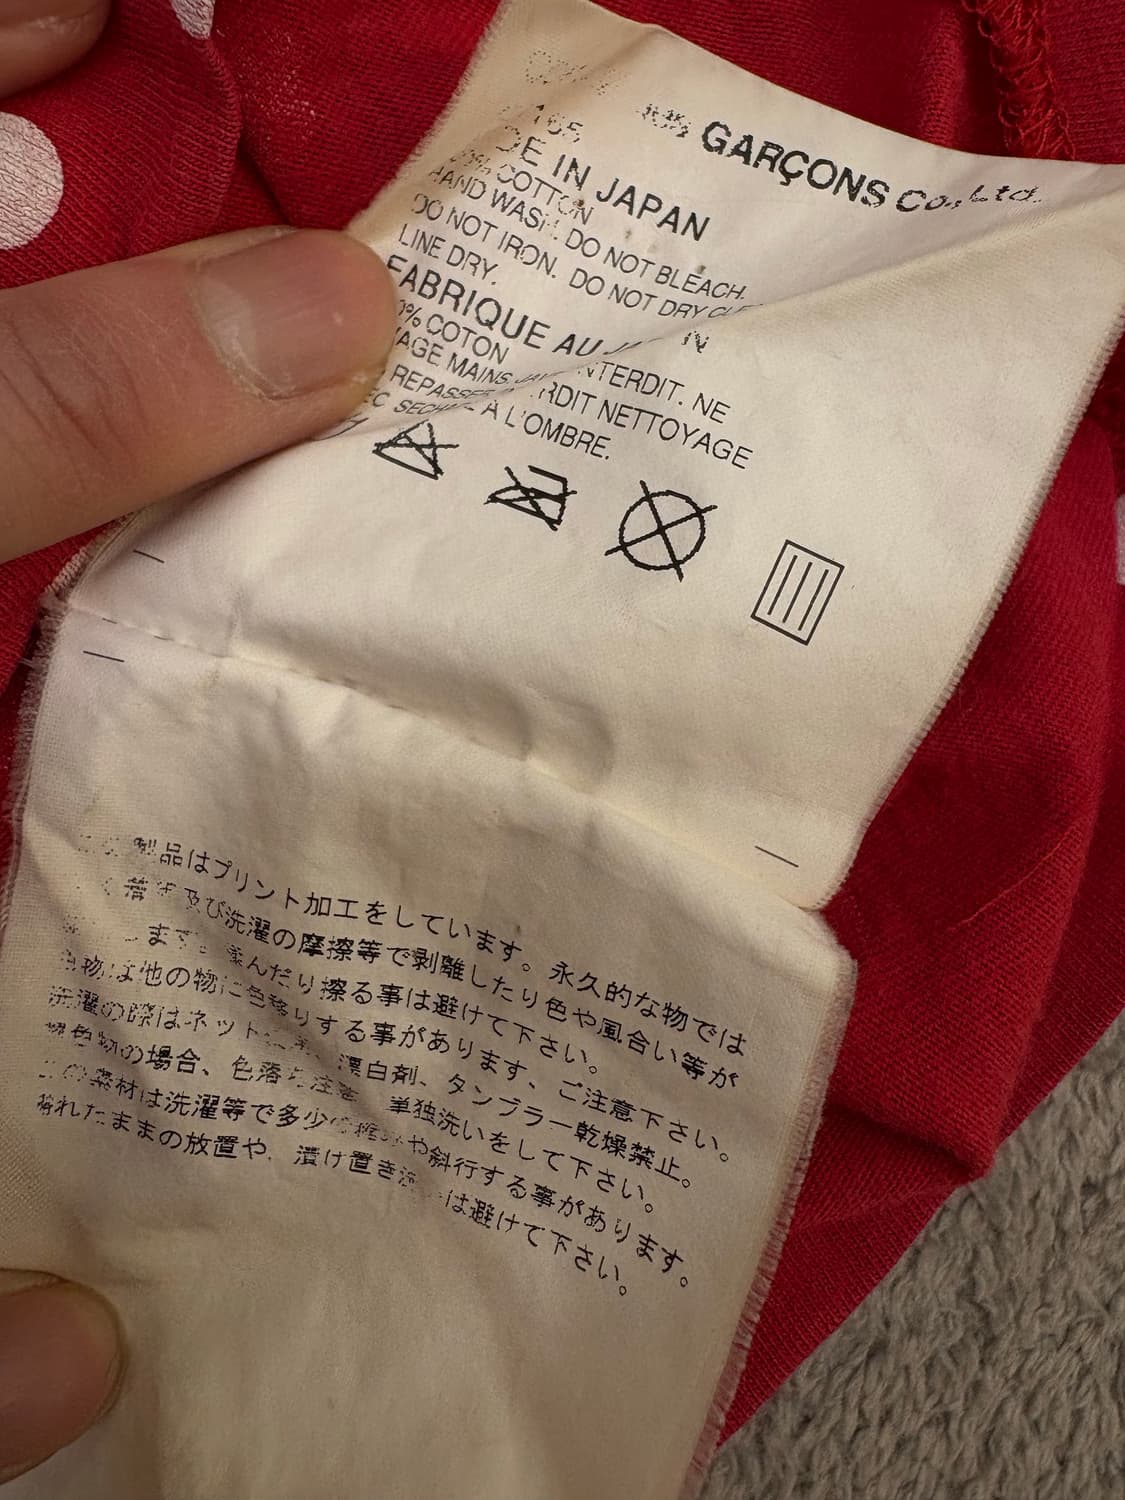 GARÇONS Co., Ltd.
IN JAPAN
COTTON
HAND WASH. DO NOT BLEACH.
DO NOT IRON. DO NOT DRY
LINE DRY.
FABRIQUE AU
COTON
MAINS INTERDIT. NE
REPASSER NETTOYAGE
À L'OMBRE.
製品はプリント加工をしています。永久的な物では
及び洗濯の摩擦等で剥離したり色や風合い等が
ます。揉んだり擦る事は避けて下さい。
色物は他の物に色移りする事があります、ご注意下さい。
洗濯の際はネット 漂白剤、タンブラー乾燥禁止。
の場合、色落ち注意 単独洗いをして下さい。
この素材は洗濯等で多少の や斜行する事があります。
濡れたままの放置や、漬け置き は避けて下さい。